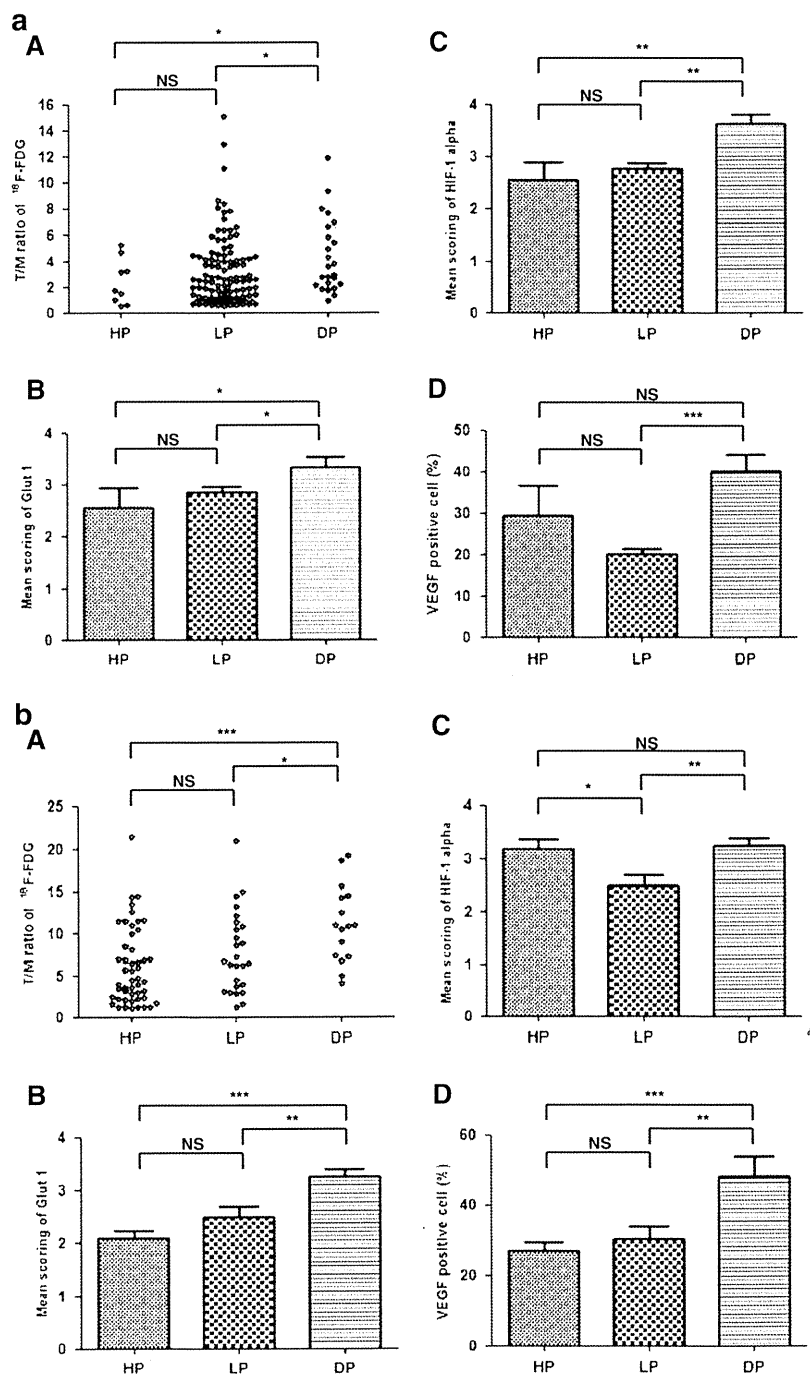 a
A
*
*
NS
T/M ratio of ¹⁸F-FDG
16
14
12
10
8
6
4
2
0
HP LP DP
C
**
**
NS
Mean scoring of HIF-1 alpha
4
3
2
1
0
HP LP DP
B
*
*
NS
Mean scoring of Glut 1
4
3
2
1
0
HP LP DP
D
NS
***
NS
VEGF positive cell (%)
50
40
30
20
10
0
HP LP DP
b
A
***
*
NS
T/M ratio of ¹⁸F-FDG
25
20
15
10
5
0
HP LP DP
C
NS
**
*
Mean scoring of HIF-1 alpha
4
3
2
1
0
HP LP DP
B
***
**
NS
Mean scoring of Glut 1
4
3
2
1
0
HP LP DP
D
***
**
NS
VEGF positive cell (%)
60
40
20
0
HP LP DP